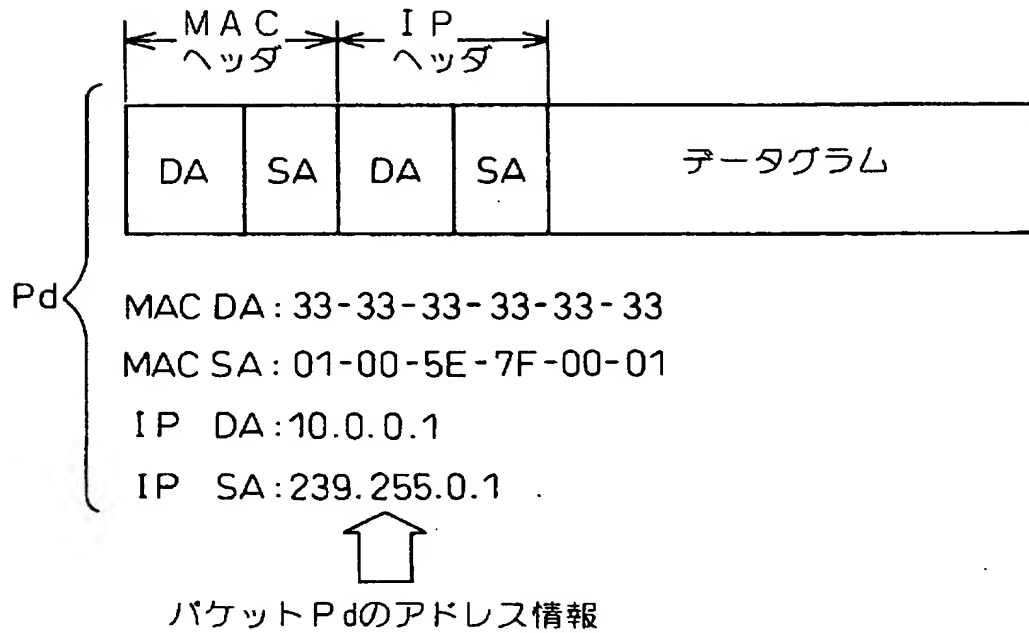 MAC
ヘッダ
IP
ヘッダ
DA
SA
DA
SA
データグラム
Pd
MAC DA:33-33-33-33-33-33
MAC SA:01-00-5E-7F-00-01
IP DA:10.0.0.1
IP SA:239.255.0.1
パケットPdのアドレス情報